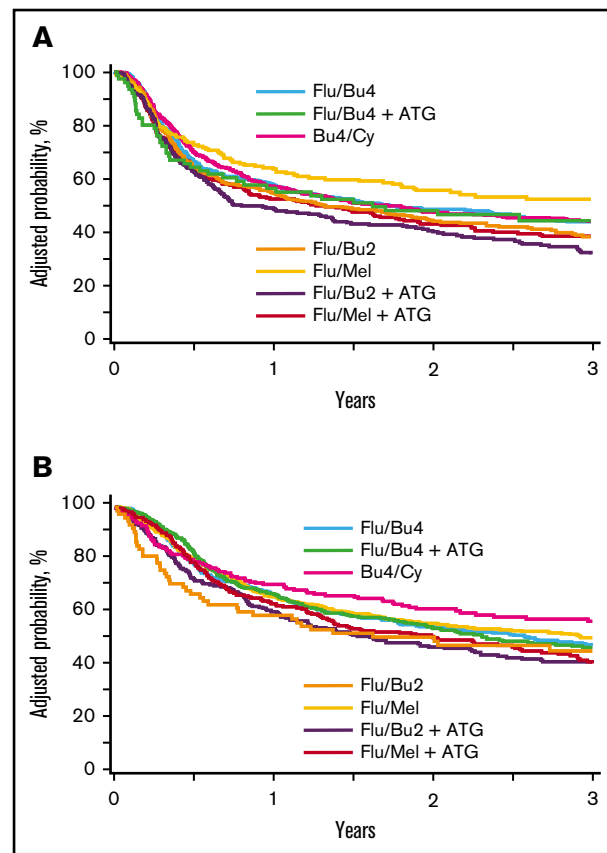 A
Adjusted probability, %
100
80
60
40
20
0
Flu/Bu4
Flu/Bu4 + ATG
Bu4/Cy
Flu/Bu2
Flu/Mel
Flu/Bu2 + ATG
Flu/Mel + ATG
0 1 2 3
Years
B
Adjusted probability, %
100
80
60
40
20
0
Flu/Bu4
Flu/Bu4 + ATG
Bu4/Cy
Flu/Bu2
Flu/Mel
Flu/Bu2 + ATG
Flu/Mel + ATG
0 1 2 3
Years